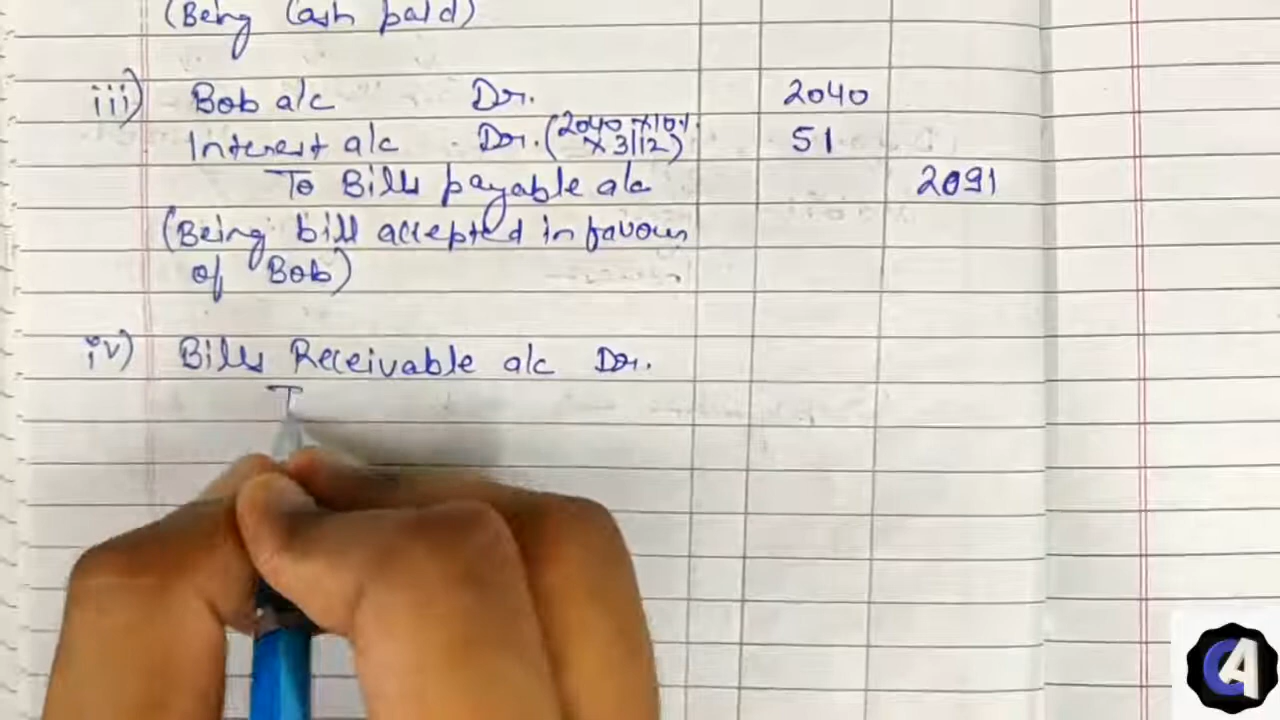 (Being Cash paid)
iii) Bob a/c Dr. 2040
Interest a/c Dr. (2040 × 10% × 3/12) 51
To Bills payable a/c 2091
(Being bill accepted in favour
of Bob)
iv) Bills Receivable a/c Dr.
T
CA